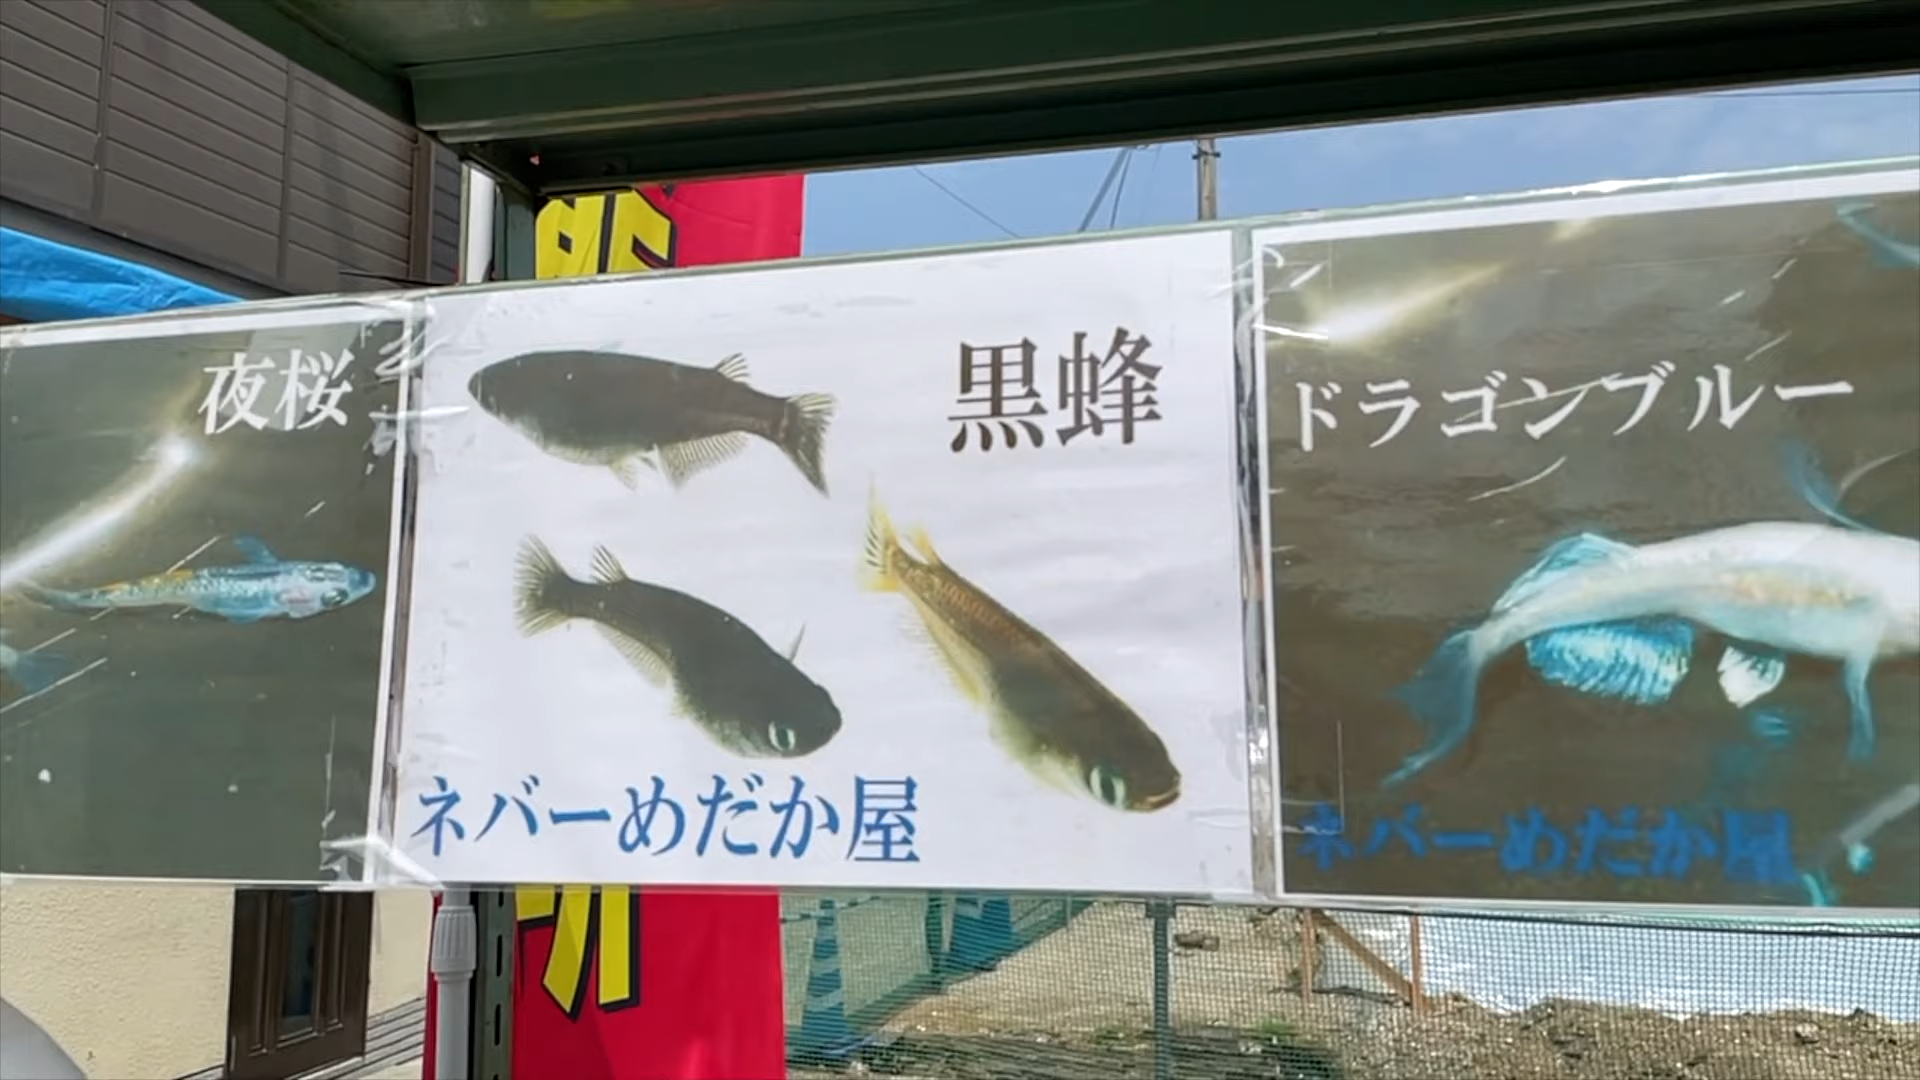 夜桜
黒蜂
ネバーめだか屋
ドラゴンブルー
ネバーめだか屋